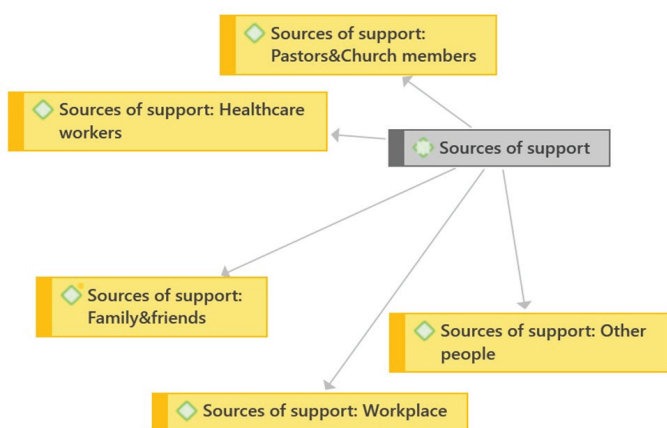 Sources of support:
Pastors&Church members
Sources of support: Healthcare
workers
Sources of support
Sources of support:
Family&friends
Sources of support: Other
people
Sources of support: Workplace